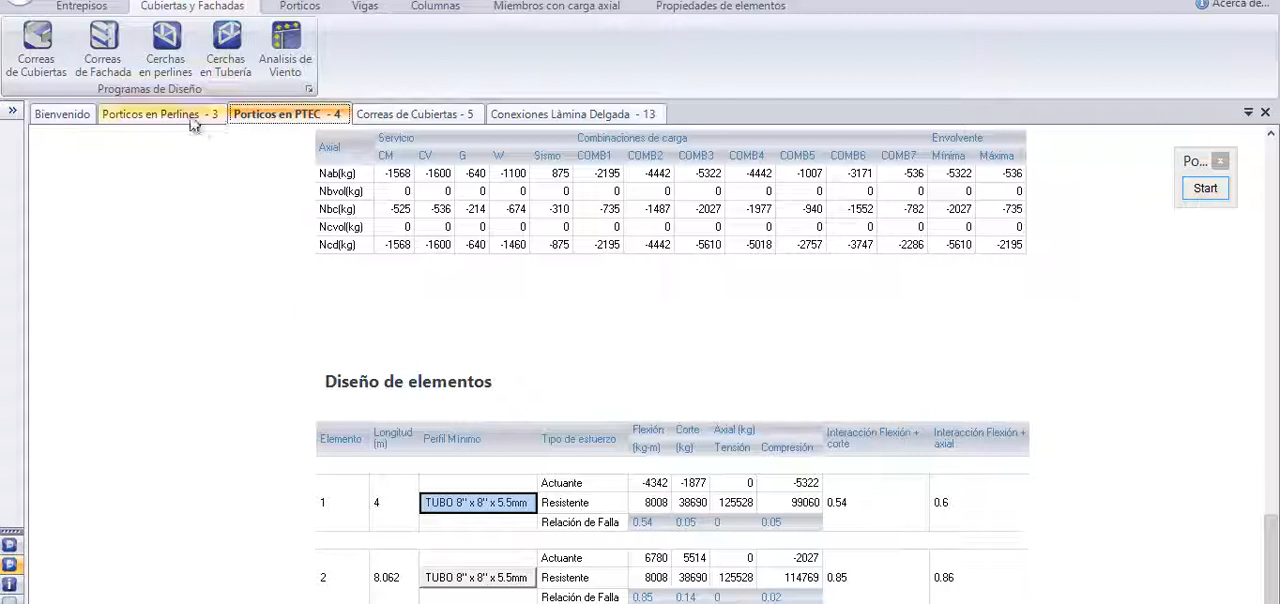 Entrepisos Cubiertas y Fachadas Porticos Vigas Columnas Miembros con carga axial Propiedades de elementos Acerca de...
Correas de Cubiertas Correas de Fachada Cerchas en perlines Cerchas en Tubería Analisis de Viento
Programas de Diseño
Bienvenido Porticos en Perlines - 3 Porticos en PTEC - 4 Correas de Cubiertas - 5 Conexiones Làmina Delgada - 13
Axial Servicio Combinaciones de carga Envolvente
CM CV G W Sismo COMB1 COMB2 COMB3 COMB4 COMB5 COMB6 COMB7 Mínima Máxima
Nab(kg) -1568 -1600 -640 -1100 875 -2195 -4442 -5322 -4442 -1007 -3171 -536 -5322 -536
Nbvol(kg) 0 0 0 0 0 0 0 0 0 0 0 0 0 0
Nbc(kg) -525 -536 -214 -674 -310 -735 -1487 -2027 -1977 -940 -1552 -782 -2027 -735
Ncvol(kg) 0 0 0 0 0 0 0 0 0 0 0 0 0 0
Ncd(kg) -1568 -1600 -640 -1460 -875 -2195 -4442 -5610 -5018 -2757 -3747 -2286 -5610 -2195
Po...
Start
Diseño de elementos
Elemento Longitud (m) Perfil Mínimo Tipo de esfuerzo Flexión (kg-m) Corte (kg) Axial (kg) Tensión Compresión Interacción Flexión + corte Interacción Flexión + axial
Actuante -4342 -1877 0 -5322
1 4 TUBO 8" x 8" x 5.5mm Resistente 8008 38690 125528 99060 0.54 0.6
Relación de Falla 0.54 0.05 0 0.05
Actuante 6780 5514 0 -2027
2 8.062 TUBO 8" x 8" x 5.5mm Resistente 8008 38690 125528 114769 0.85 0.86
Relación de Falla 0.85 0.14 0 0.02